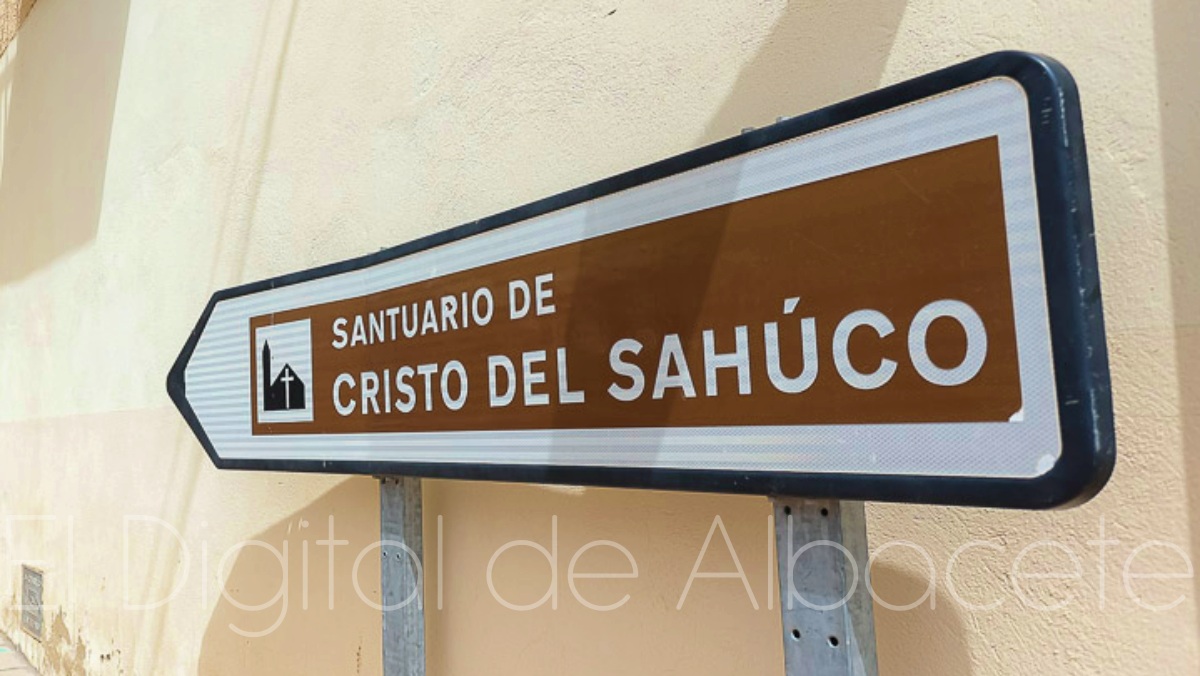 SANTUARIO DE
CRISTO DEL SAHÚCO
El Digital de Albacete